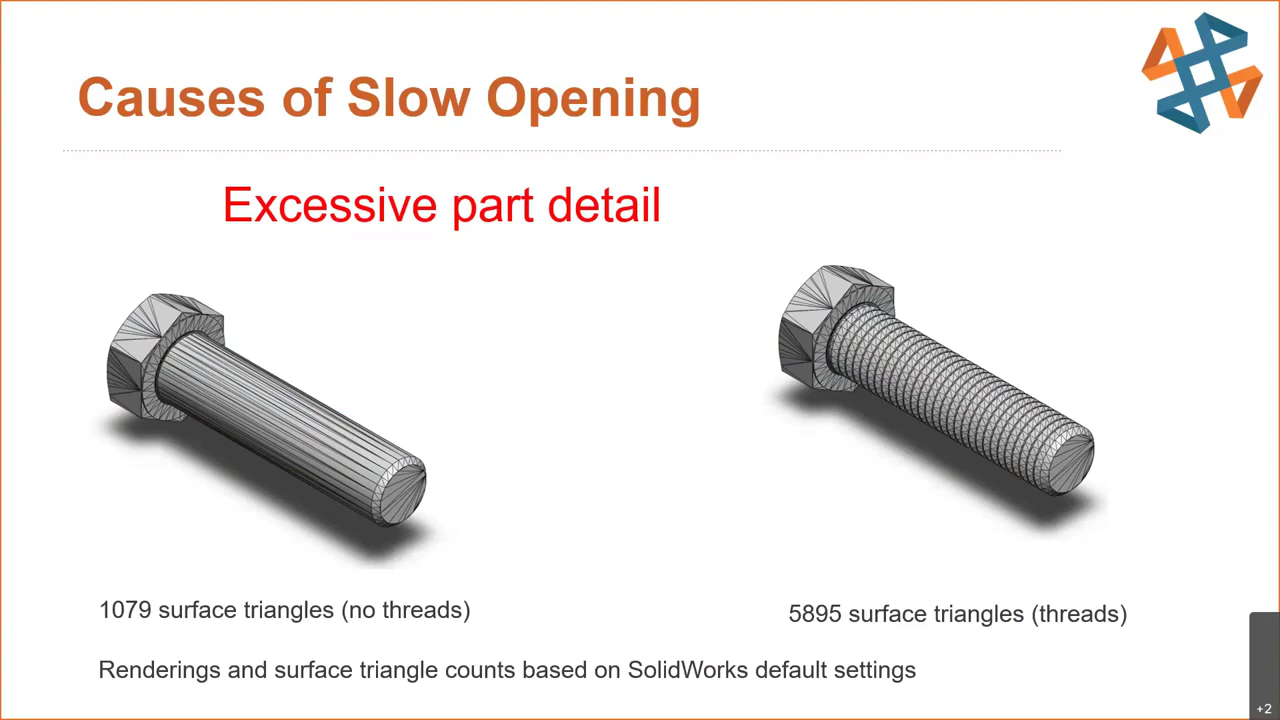 Causes of Slow Opening
Excessive part detail
1079 surface triangles (no threads)
5895 surface triangles (threads)
Renderings and surface triangle counts based on SolidWorks default settings
+2